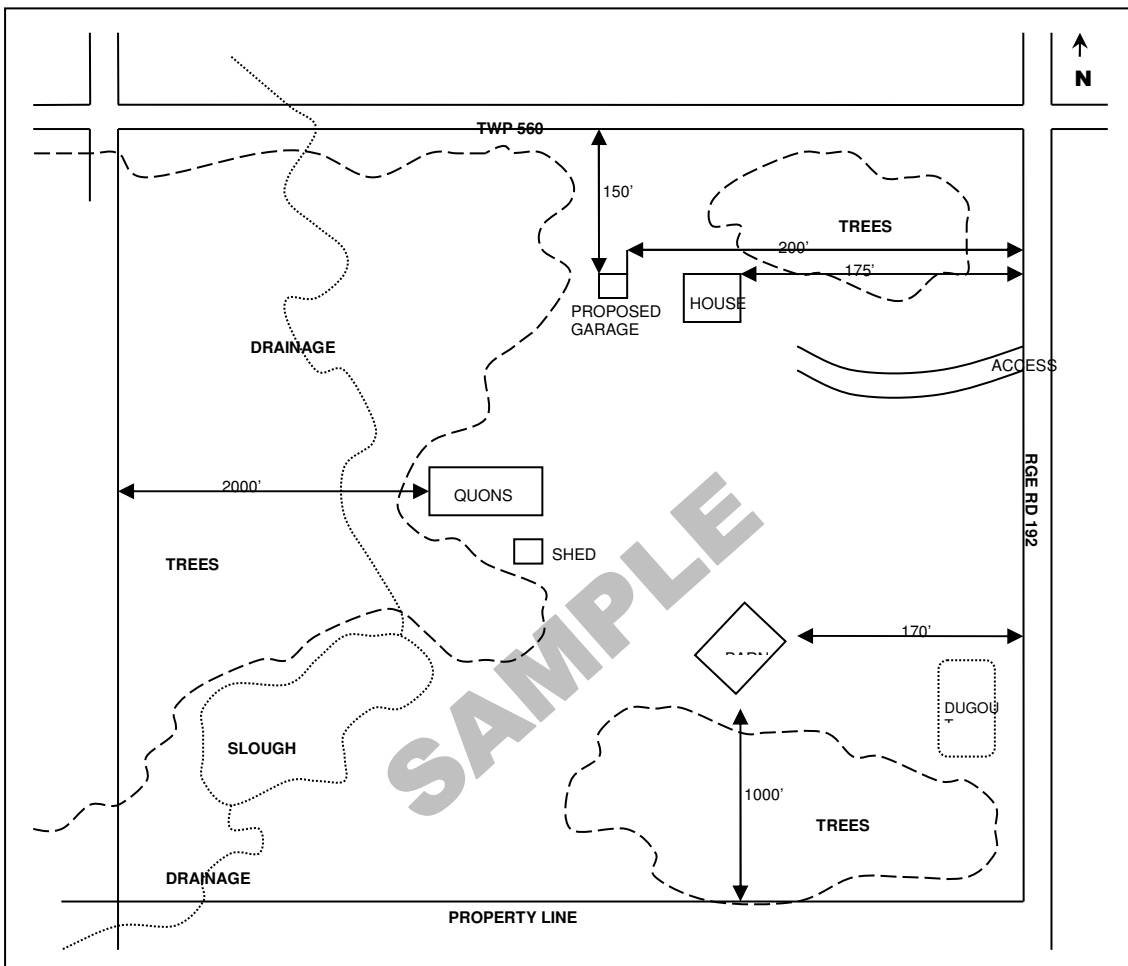 N
TWP 560
150'
TREES
200'
175'
HOUSE
PROPOSED
GARAGE
DRAINAGE
ACCESS
RGE RD 192
2000'
QUONS
SHED
TREES
SAMPLE
170'
DUGOU
SLOUGH
1000'
TREES
DRAINAGE
PROPERTY LINE